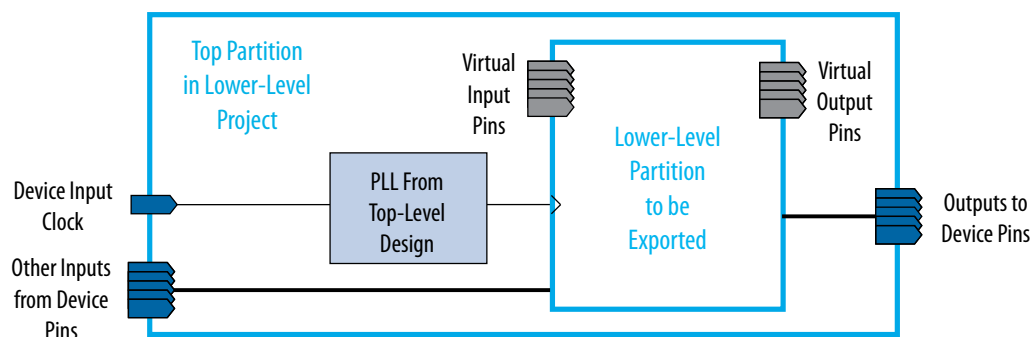 Top Partition
in Lower-Level
Project
Virtual
Input
Pins
Virtual
Output
Pins
Lower-Level
Partition
to be
Exported
PLL From
Top-Level
Design
Device Input
Clock
Other Inputs
from Device
Pins
Outputs to
Device Pins